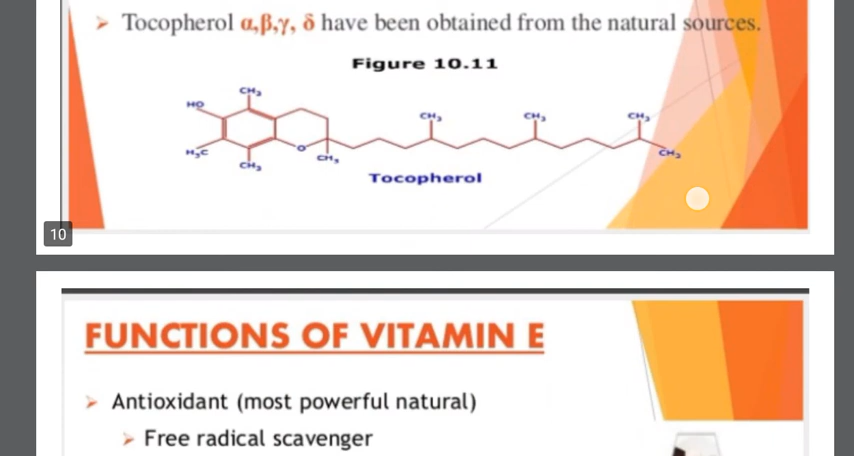 ➢ Tocopherol α,β,γ, δ have been obtained from the natural sources.
Figure 10.11
CH₃
HO
CH₃
CH₃
CH₃
H₃C
O
CH₃
CH₃
CH₃
Tocopherol
10
FUNCTIONS OF VITAMIN E
➢ Antioxidant (most powerful natural)
➢ Free radical scavenger